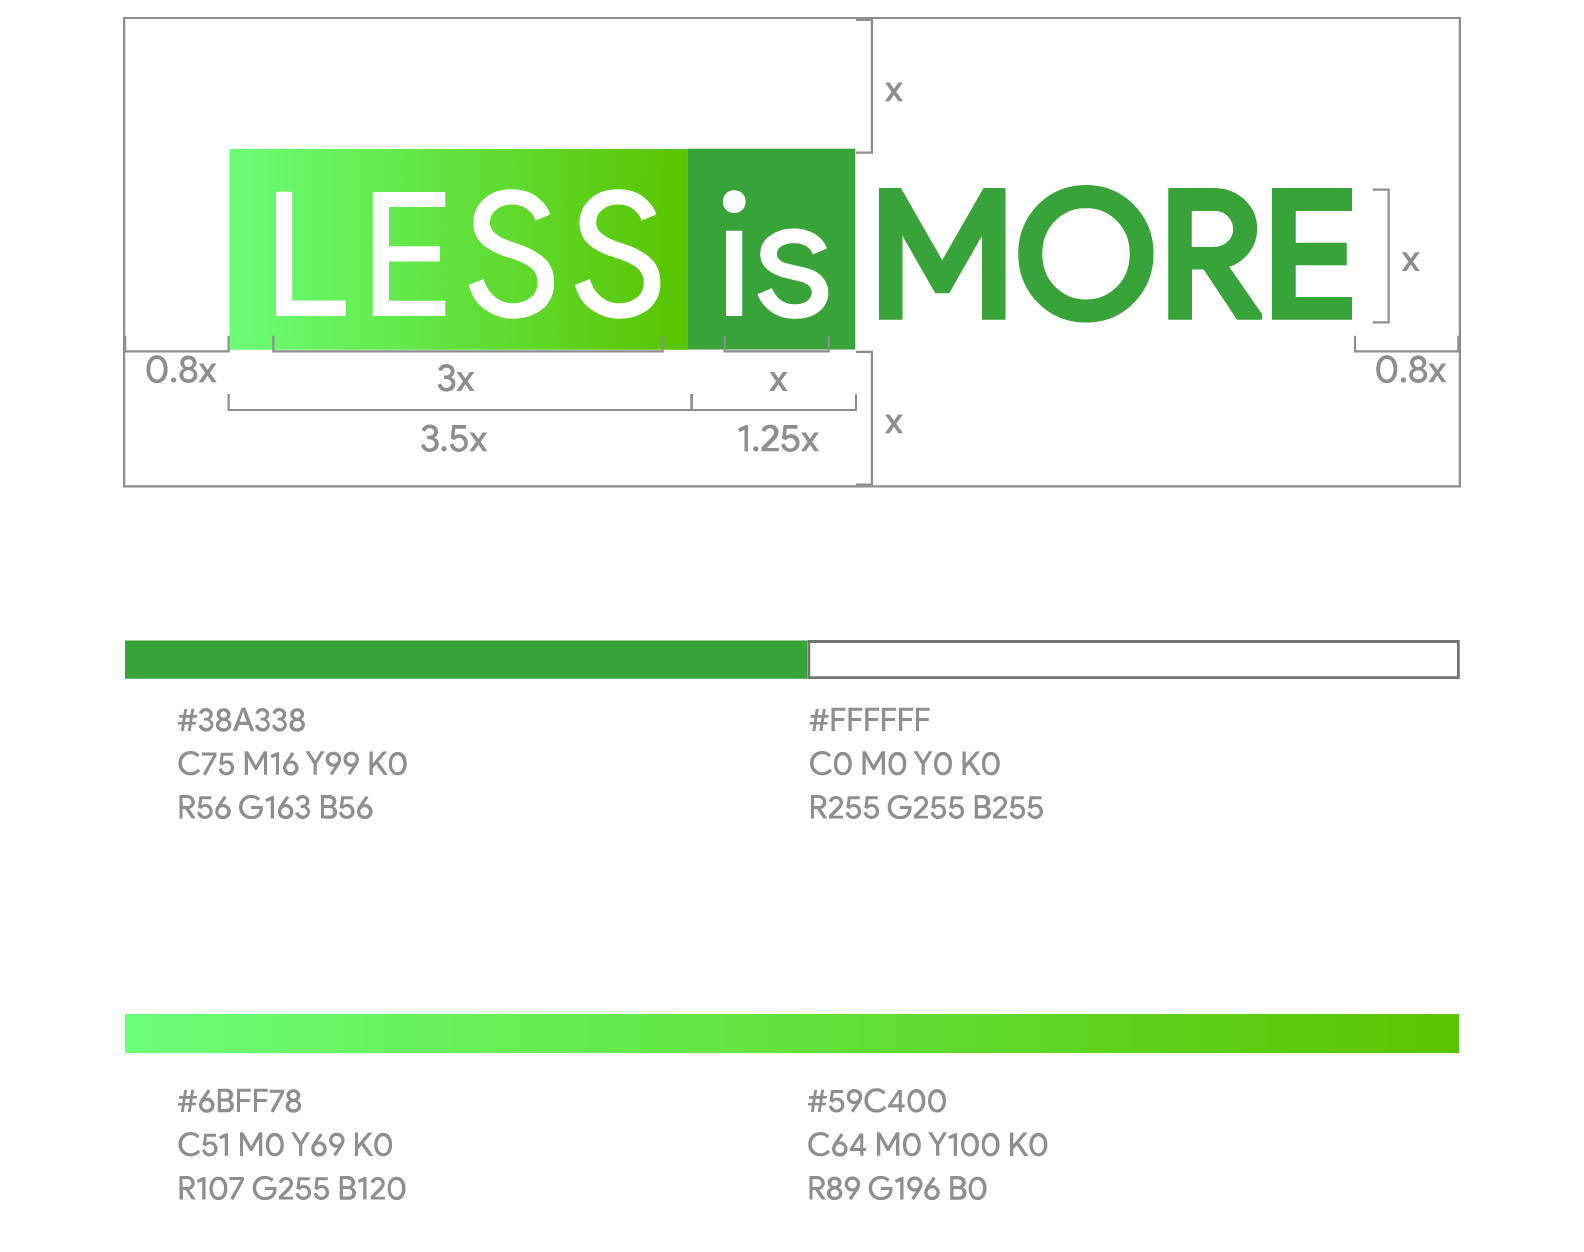 x
LESS is MORE
x
0.8x
3x
x
0.8x
x
3.5x
1.25x
#38A338
C75 M16 Y99 K0
R56 G163 B56
#FFFFFF
C0 M0 Y0 K0
R255 G255 B255
#6BFF78
C51 M0 Y69 K0
R107 G255 B120
#59C400
C64 M0 Y100 K0
R89 G196 B0